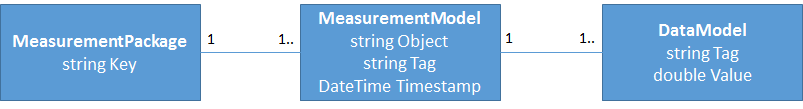 MeasurementPackage
string Key
1
1..
MeasurementModel
string Object
string Tag
DateTime Timestamp
1
1..
DataModel
string Tag
double Value